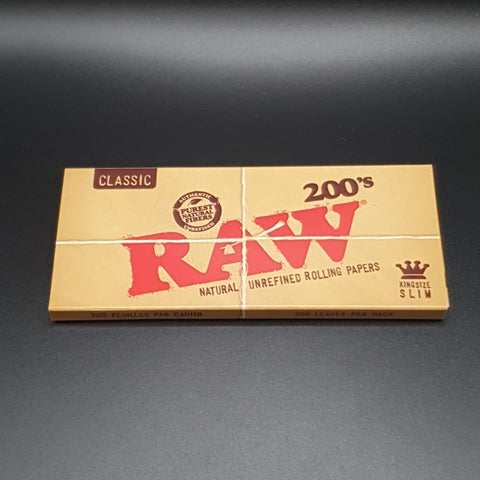 CLASSIC
200's
AUTHENTIC
PUREST
NATURAL
FIBERS
UNREFINED
RAW®
NATURAL UNREFINED ROLLING PAPERS
KINGSIZE
SLIM
200 FEUILLES PAR CAHIER
200 LEAVES PER PACK